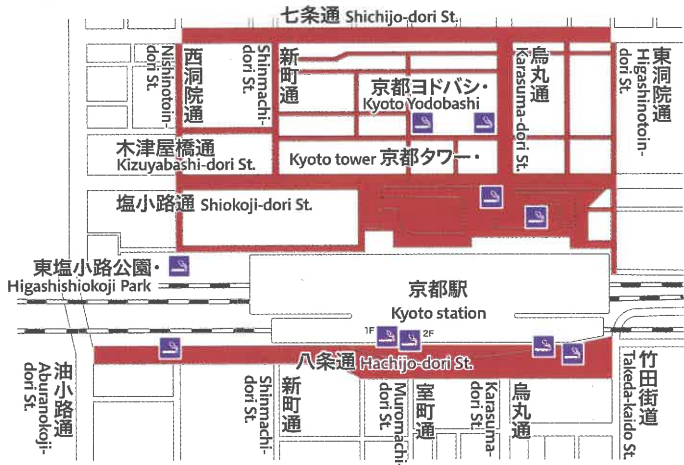 七条通 Shichijo-dori St.
西洞院通
Nishinotoin-
dori St.
Shinmachi-
dori St.
新町通
京都ヨドバシ・
Kyoto Yodobashi
烏丸通
Karasuma-dori St.
東洞院通
Higashinotoin-
dori St.
木津屋橋通
Kizuyabashi-dori St.
Kyoto tower 京都タワー・
塩小路通 Shiokoji-dori St.
東塩小路公園・
Higashishiokoji Park
京都駅
Kyoto station
1F
2F
八条通 Hachijo-dori St.
油小路通
Aburanokoji-
dori St.
Shinmachi-
dori St.
新町通
Muromachi-
dori St.
室町通
Karasuma-
dori St.
烏丸通
竹田街道
Takeda-kaido St.